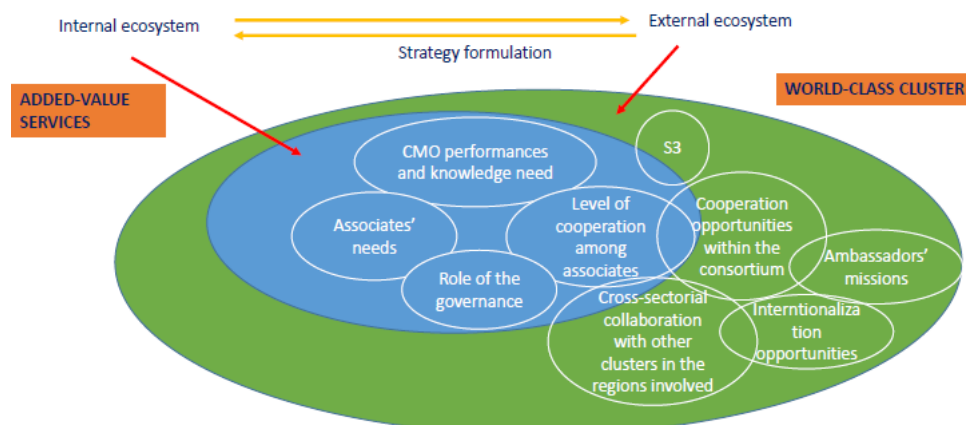 Internal ecosystem
External ecosystem
Strategy formulation
ADDED-VALUE
SERVICES
WORLD-CLASS CLUSTER
S3
CMO performances
and knowledge need
Associates'
needs
Level of
cooperation
among
associates
Cooperation
opportunities
within the
consortium
Ambassadors'
missions
Role of the
governance
Cross-sectorial
collaboration
with other
clusters in the
regions involved
Interntionaliza
tion
opportunities